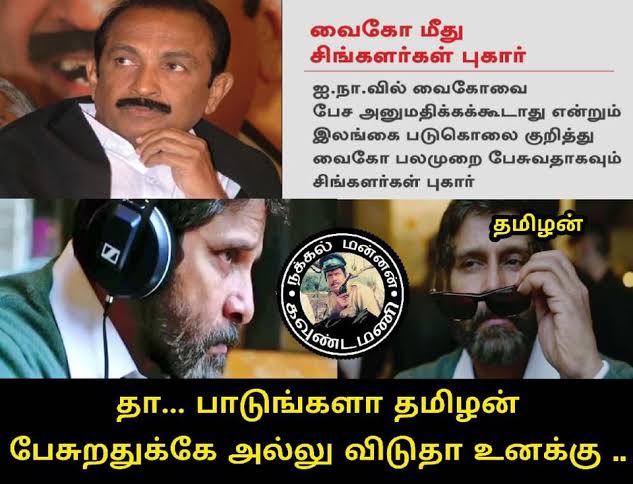 வைகோ மீது
சிங்களர்கள் புகார்
ஐ.நா.வில் வைகோவை
பேச அனுமதிக்கக்கூடாது என்றும்
இலங்கை படுகொலை குறித்து
வைகோ பலமுறை பேசுவதாகவும்
சிங்களர்கள் புகார்
தமிழன்
நக்கல் மன்னன்
கவுண்டமணி
தா... பாடுங்களா தமிழன்
பேசுறதுக்கே அல்லு விடுதா உனக்கு ..